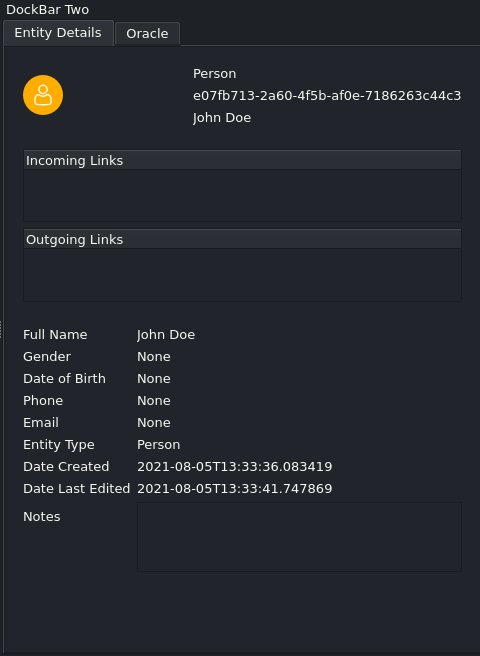 DockBar Two
Entity Details
Oracle
Person
e07fb713-2a60-4f5b-af0e-7186263c44c3
John Doe
Incoming Links
Outgoing Links
Full Name John Doe
Gender None
Date of Birth None
Phone None
Email None
Entity Type Person
Date Created 2021-08-05T13:33:36.083419
Date Last Edited 2021-08-05T13:33:41.747869
Notes